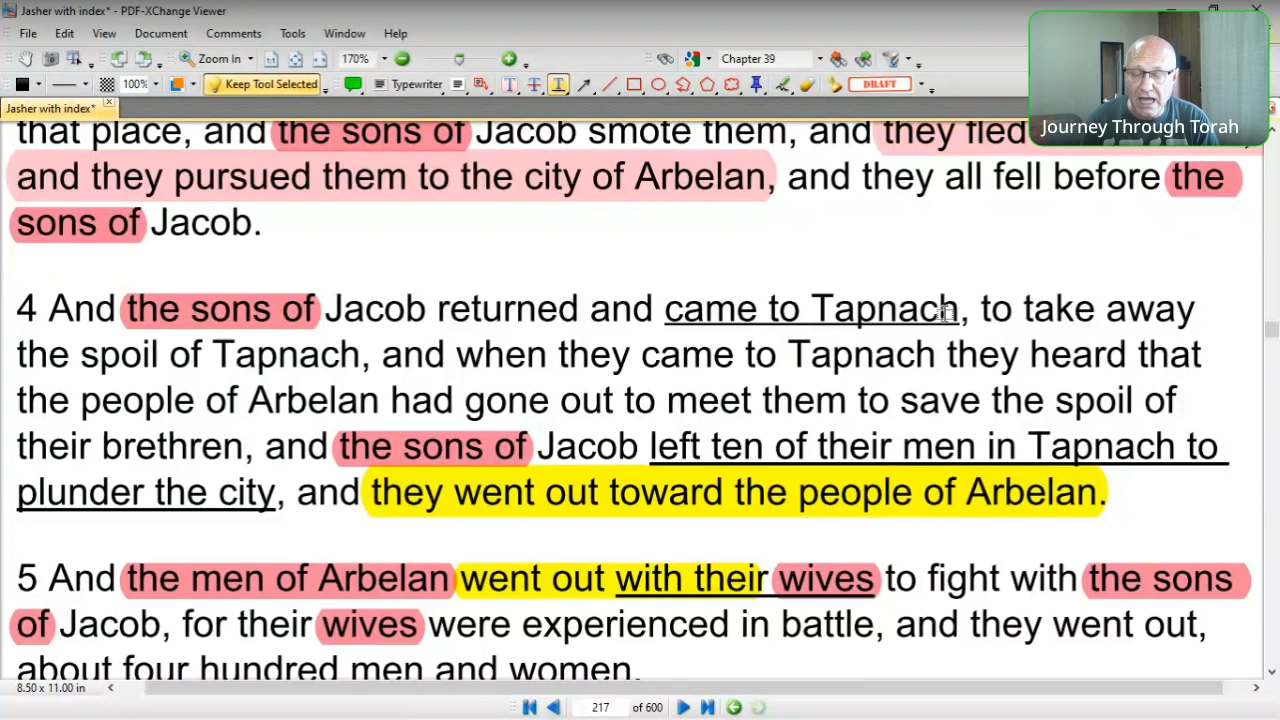 Jasher with index* - PDF-XChange Viewer
File Edit View Document Comments Tools Window Help
Zoom In 170% Chapter 39
100% Keep Tool Selected Typewriter DRAFT
Jasher with index*
Journey Through Torah
that place, and the sons of Jacob smote them, and they fled
and they pursued them to the city of Arbelan, and they all fell before the
sons of Jacob.
4 And the sons of Jacob returned and came to Tapnach, to take away
the spoil of Tapnach, and when they came to Tapnach they heard that
the people of Arbelan had gone out to meet them to save the spoil of
their brethren, and the sons of Jacob left ten of their men in Tapnach to
plunder the city, and they went out toward the people of Arbelan.
5 And the men of Arbelan went out with their wives to fight with the sons
of Jacob, for their wives were experienced in battle, and they went out,
about four hundred men and women.
8.50 x 11.00 in
217 of 600